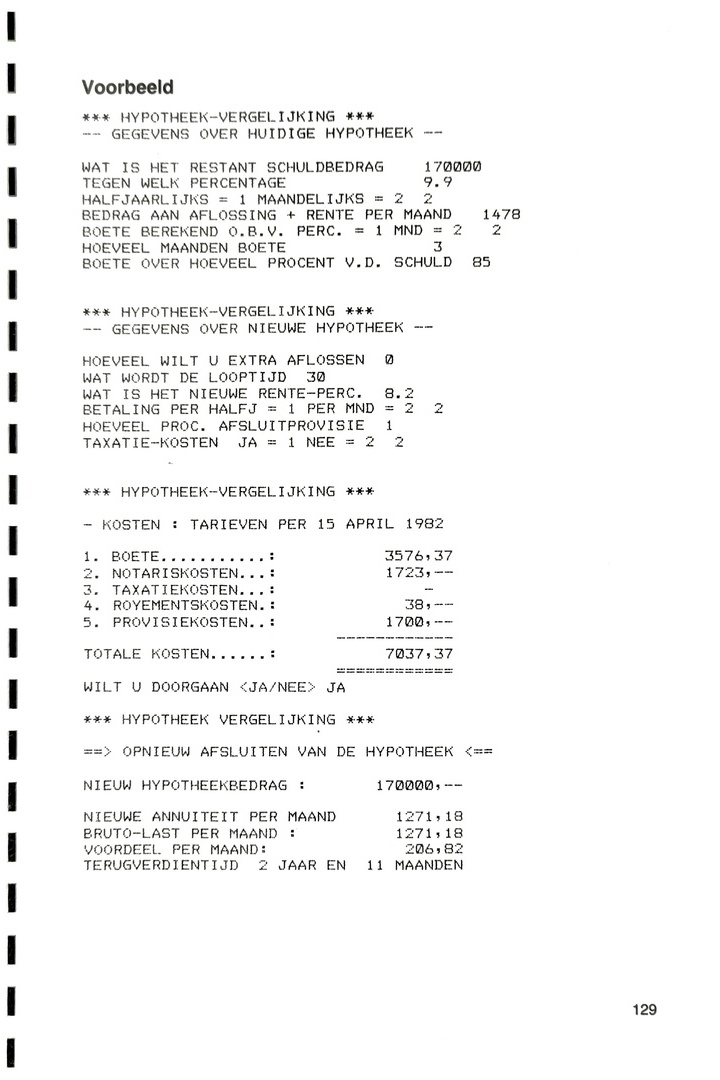 Voorbeeld
*** HYPOTHEEK-VERGELIJKING ***
-- GEGEVENS OVER HUIDIGE HYPOTHEEK --
WAT IS HET RESTANT SCHULDBEDRAG 170000
TEGEN WELK PERCENTAGE 9.9
HALFJAARLIJKS = 1 MAANDELIJKS = 2 2
BEDRAG AAN AFLOSSING + RENTE PER MAAND 1478
BOETE BEREKEND O.B.V. PERC. = 1 MND = 2 2
HOEVEEL MAANDEN BOETE 3
BOETE OVER HOEVEEL PROCENT V.D. SCHULD 85
*** HYPOTHEEK-VERGELIJKING ***
-- GEGEVENS OVER NIEUWE HYPOTHEEK --
HOEVEEL WILT U EXTRA AFLOSSEN 0
WAT WORDT DE LOOPTIJD 30
WAT IS HET NIEUWE RENTE-PERC. 8.2
BETALING PER HALFJ = 1 PER MND = 2 2
HOEVEEL PROC. AFSLUITPROVISIE 1
TAXATIE-KOSTEN JA = 1 NEE = 2 2
*** HYPOTHEEK-VERGELIJKING ***
- KOSTEN : TARIEVEN PER 15 APRIL 1982
1. BOETE...........: 3576,37
2. NOTARISKOSTEN...: 1723,--
3. TAXATIEKOSTEN...: -
4. ROYEMENTSKOSTEN.: 38,--
5. PROVISIEKOSTEN..: 1700,--
------------
TOTALE KOSTEN......: 7037,37
============
WILT U DOORGAAN <JA/NEE> JA
*** HYPOTHEEK VERGELIJKING ***
==> OPNIEUW AFSLUITEN VAN DE HYPOTHEEK <==
NIEUW HYPOTHEEKBEDRAG : 170000,--
NIEUWE ANNUITEIT PER MAAND 1271,18
BRUTO-LAST PER MAAND : 1271,18
VOORDEEL PER MAAND: 206,82
TERUGVERDIENTIJD 2 JAAR EN 11 MAANDEN
129